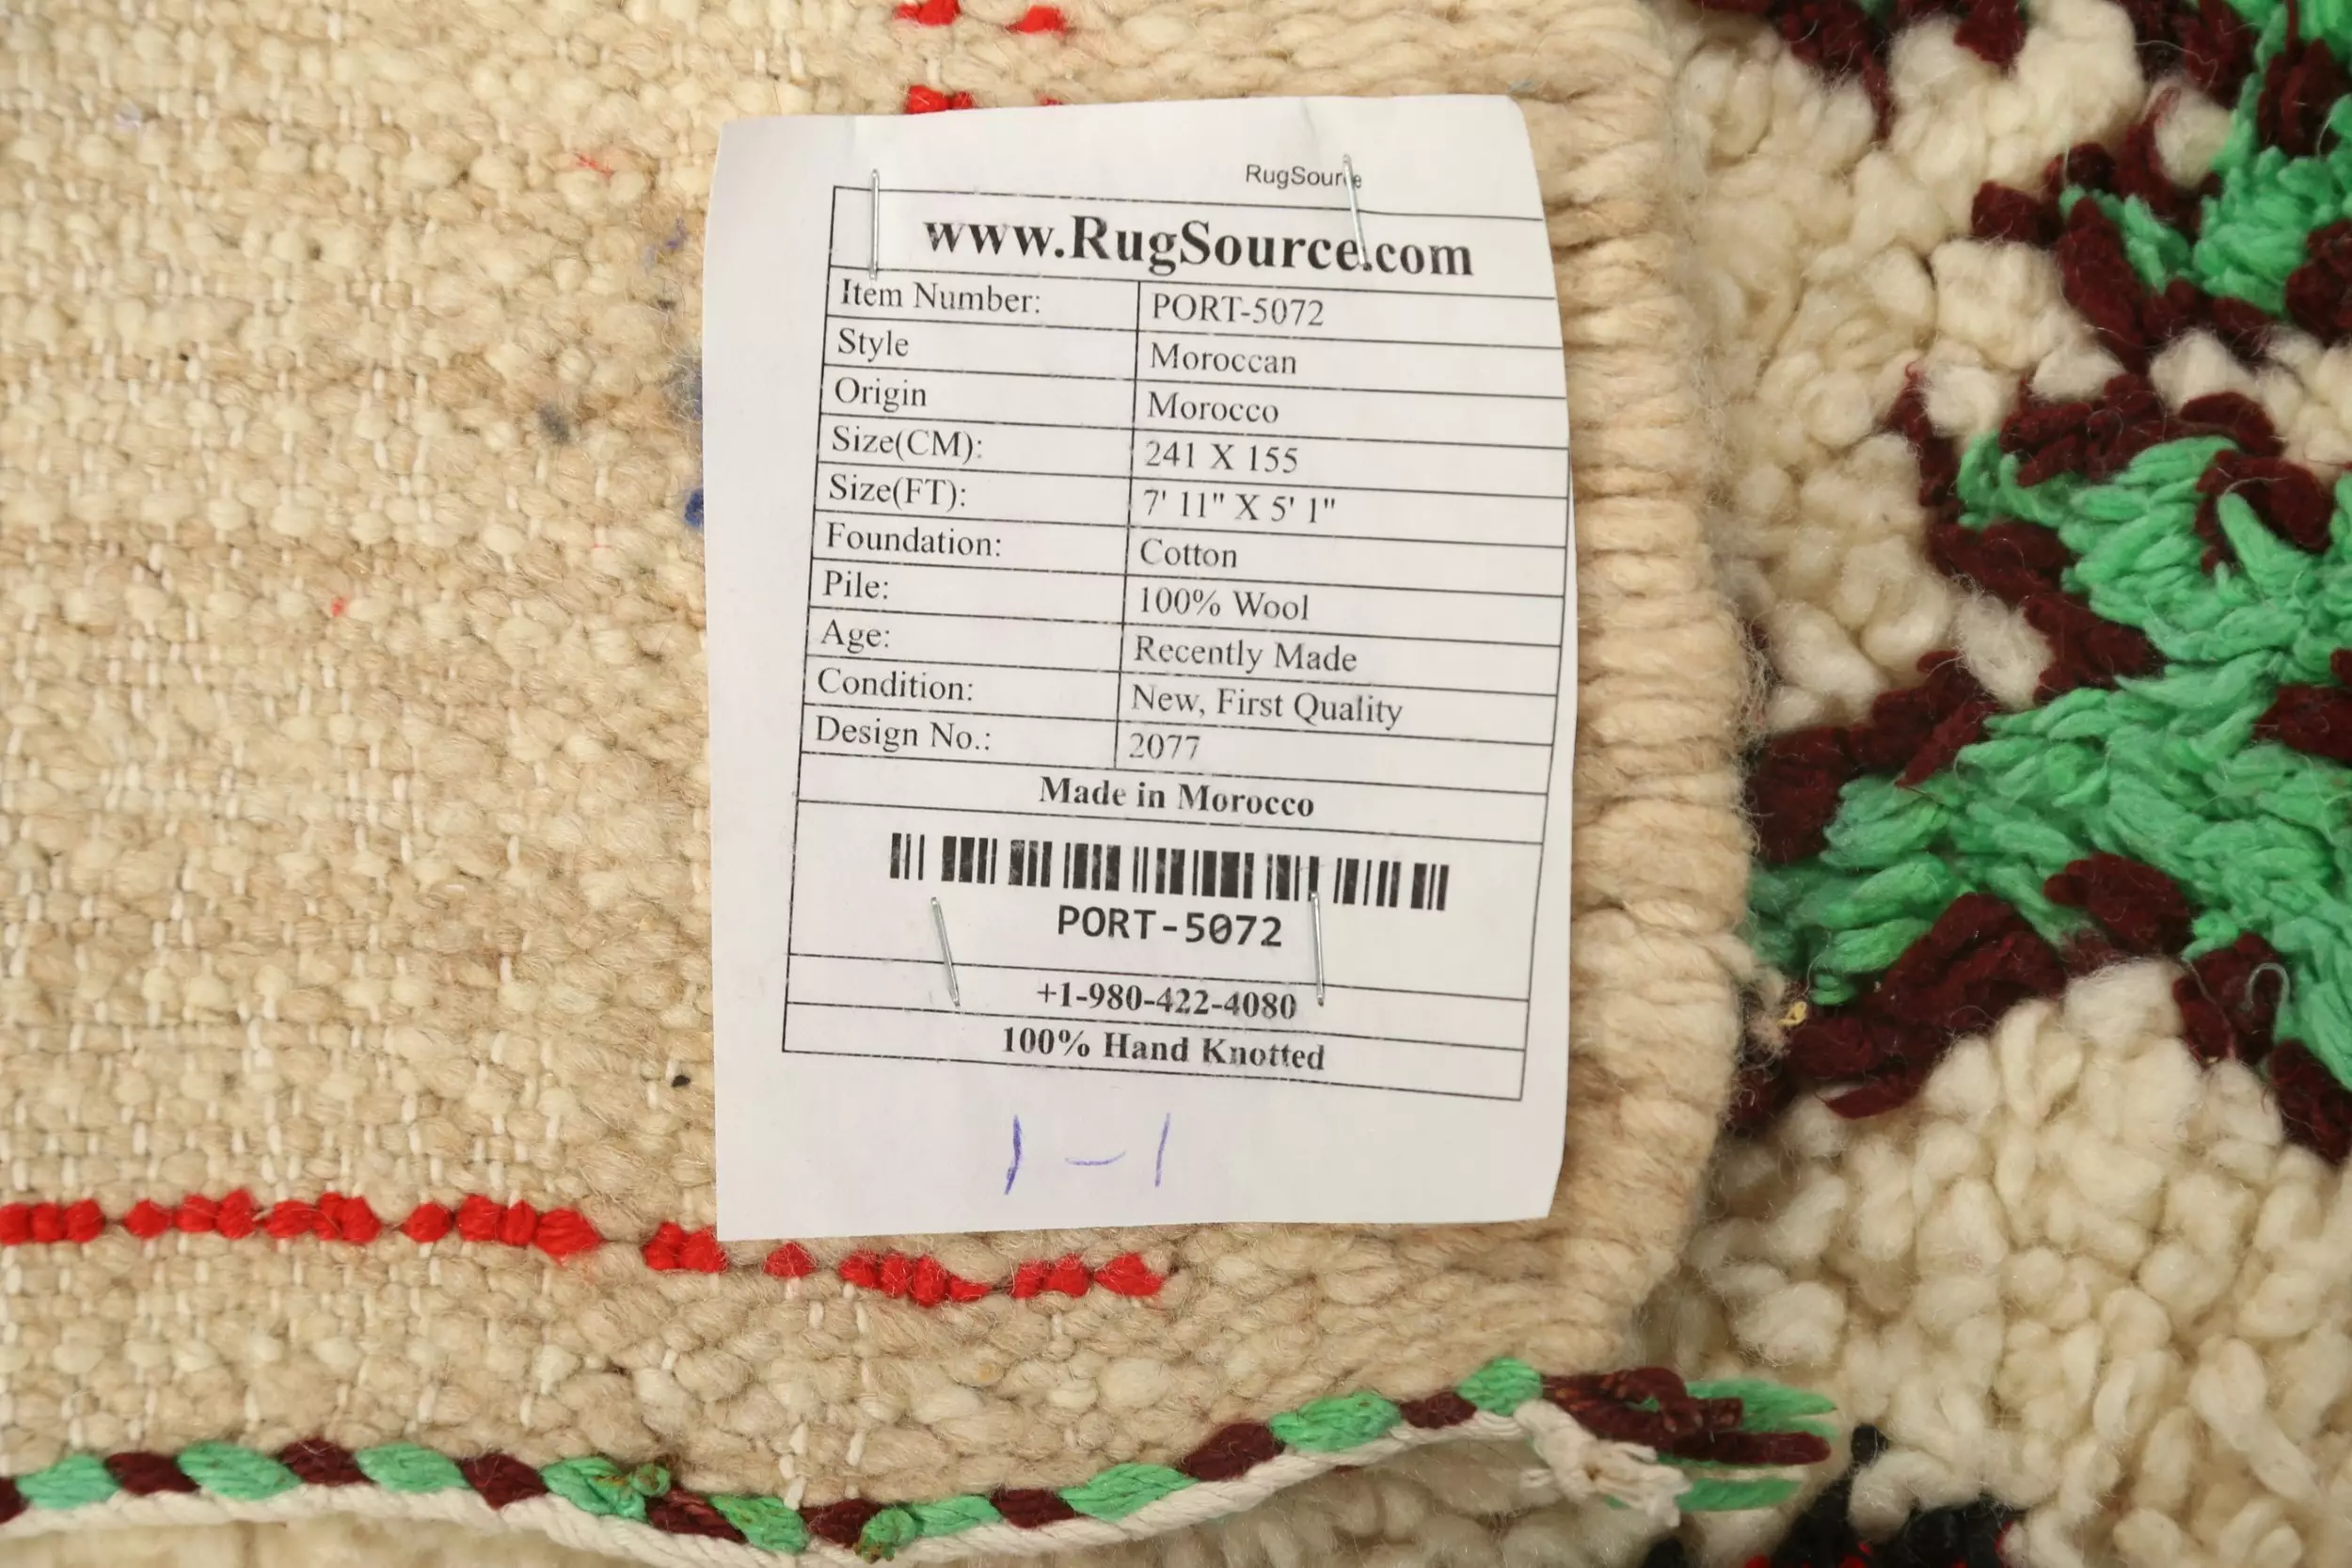 RugSource
www.RugSource.com
Item Number: PORT-5072
Style Moroccan
Origin Morocco
Size(CM): 241 X 155
Size(FT): 7' 11" X 5' 1"
Foundation: Cotton
Pile: 100% Wool
Age: Recently Made
Condition: New, First Quality
Design No.: 2077
Made in Morocco
PORT-5072
+1-980-422-4080
100% Hand Knotted
1-1